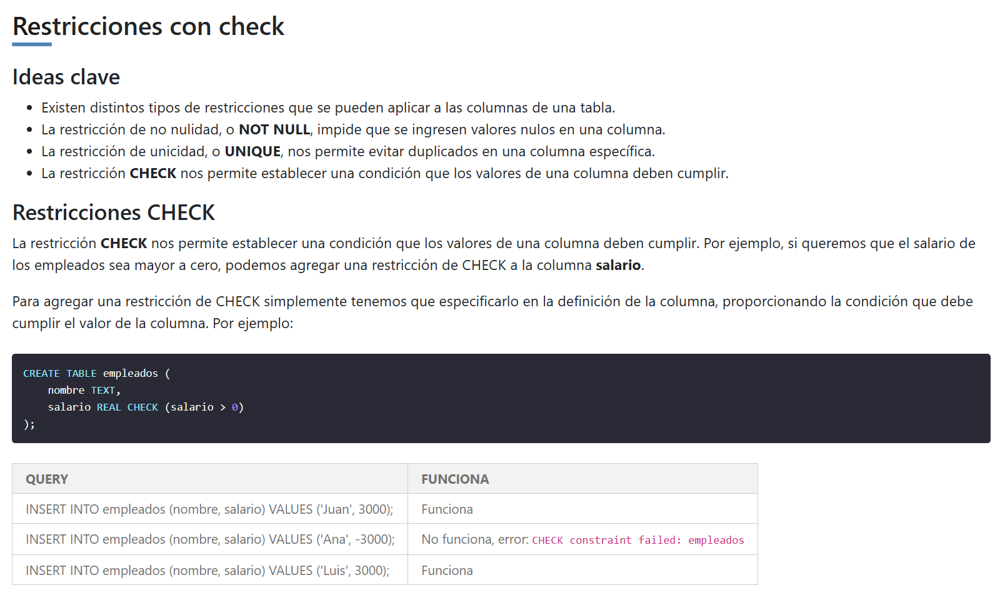 Restricciones con check
Ideas clave
Existen distintos tipos de restricciones que se pueden aplicar a las columnas de una tabla.
La restricción de no nulidad, o NOT NULL, impide que se ingresen valores nulos en una columna.
La restricción de unicidad, o UNIQUE, nos permite evitar duplicados en una columna específica.
La restricción CHECK nos permite establecer una condición que los valores de una columna deben cumplir.
Restricciones CHECK
La restricción CHECK nos permite establecer una condición que los valores de una columna deben cumplir. Por ejemplo, si queremos que el salario de
los empleados sea mayor a cero, podemos agregar una restricción de CHECK a la columna salario.
Para agregar una restricción de CHECK simplemente tenemos que especificarlo en la definición de la columna, proporcionando la condición que debe
cumplir el valor de la columna. Por ejemplo:
CREATE TABLE empleados (
    nombre TEXT,
    salario REAL CHECK (salario > 0)
);
QUERY FUNCIONA
INSERT INTO empleados (nombre, salario) VALUES ('Juan', 3000); Funciona
INSERT INTO empleados (nombre, salario) VALUES ('Ana', -3000); No funciona, error: CHECK constraint failed: empleados
INSERT INTO empleados (nombre, salario) VALUES ('Luis', 3000); Funciona